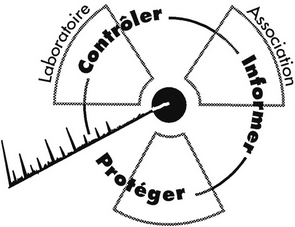 Laboratoire
Association
Contrôler
Informer
Protéger